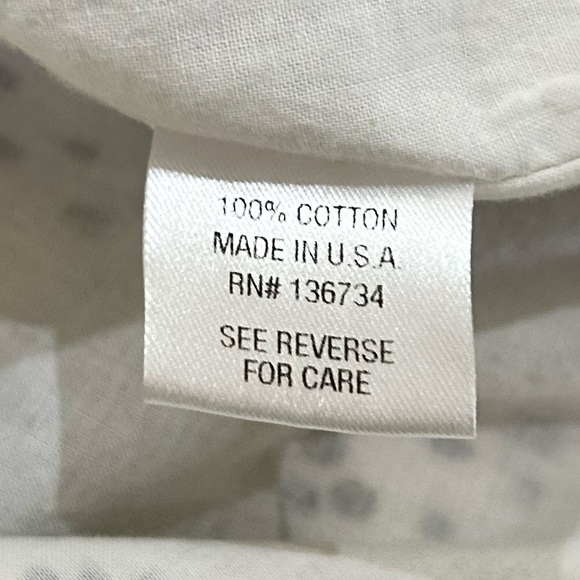 100% COTTON
MADE IN U.S.A.
RN# 136734
SEE REVERSE
FOR CARE